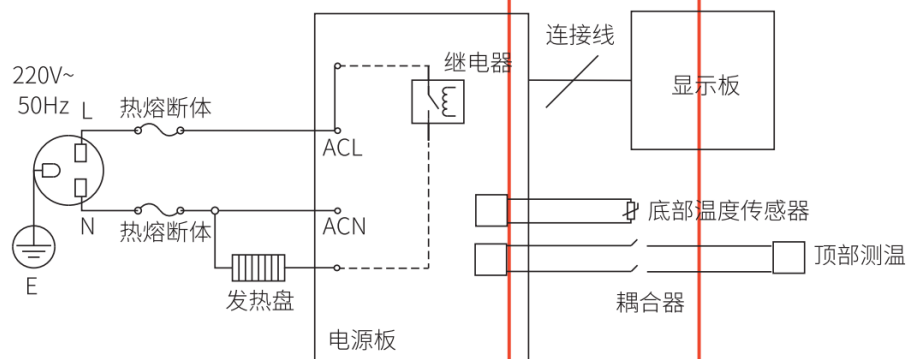 220V~
50Hz
L
热熔断体
ACL
继电器
连接线
显示板
N
热熔断体
ACN
底部温度传感器
E
发热盘
耦合器
顶部测温
电源板